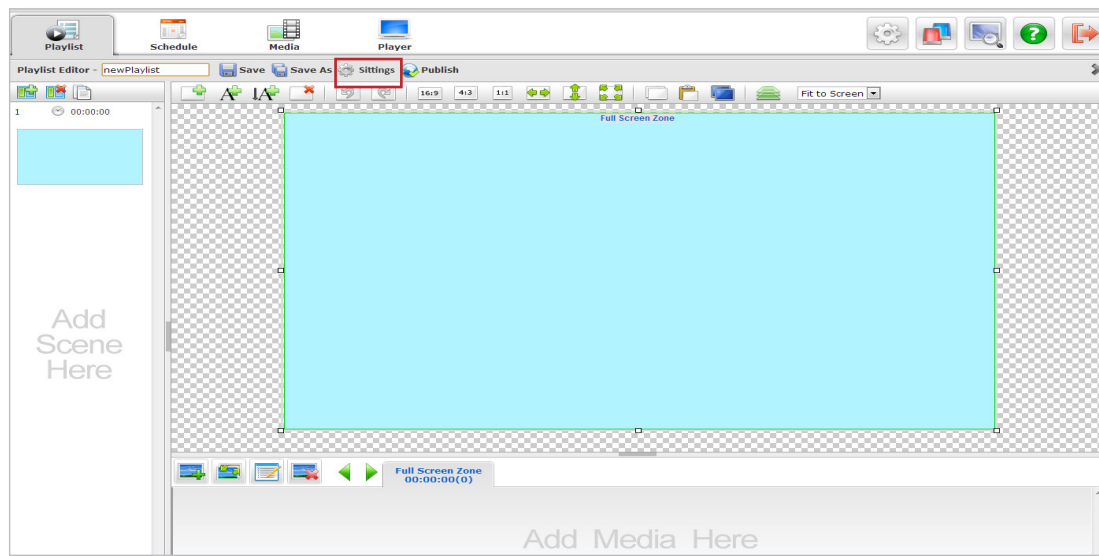 Playlist Schedule Media Player
Playlist Editor - newPlaylist Save Save As Sittings Publish
A A 16:9 4:3 1:1 Fit to Screen
1 00:00:00
Full Screen Zone
Add
Scene
Here
Full Screen Zone
00:00:00(0)
Add Media Here